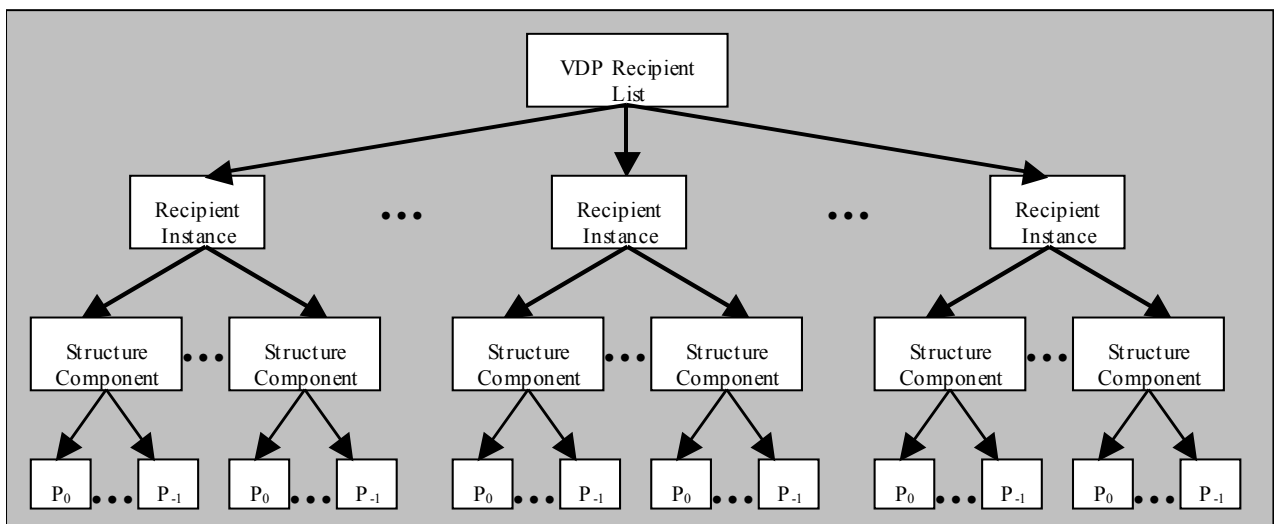 VDP Recipient
List
Recipient
Instance
• • •
Recipient
Instance
• • •
Recipient
Instance
Structure
Component
• • •
Structure
Component
Structure
Component
• • •
Structure
Component
Structure
Component
• • •
Structure
Component
P₀ • • • P₋₁ P₀ • • • P₋₁ P₀ • • • P₋₁ P₀ • • • P₋₁ P₀ • • • P₋₁ P₀ • • • P₋₁